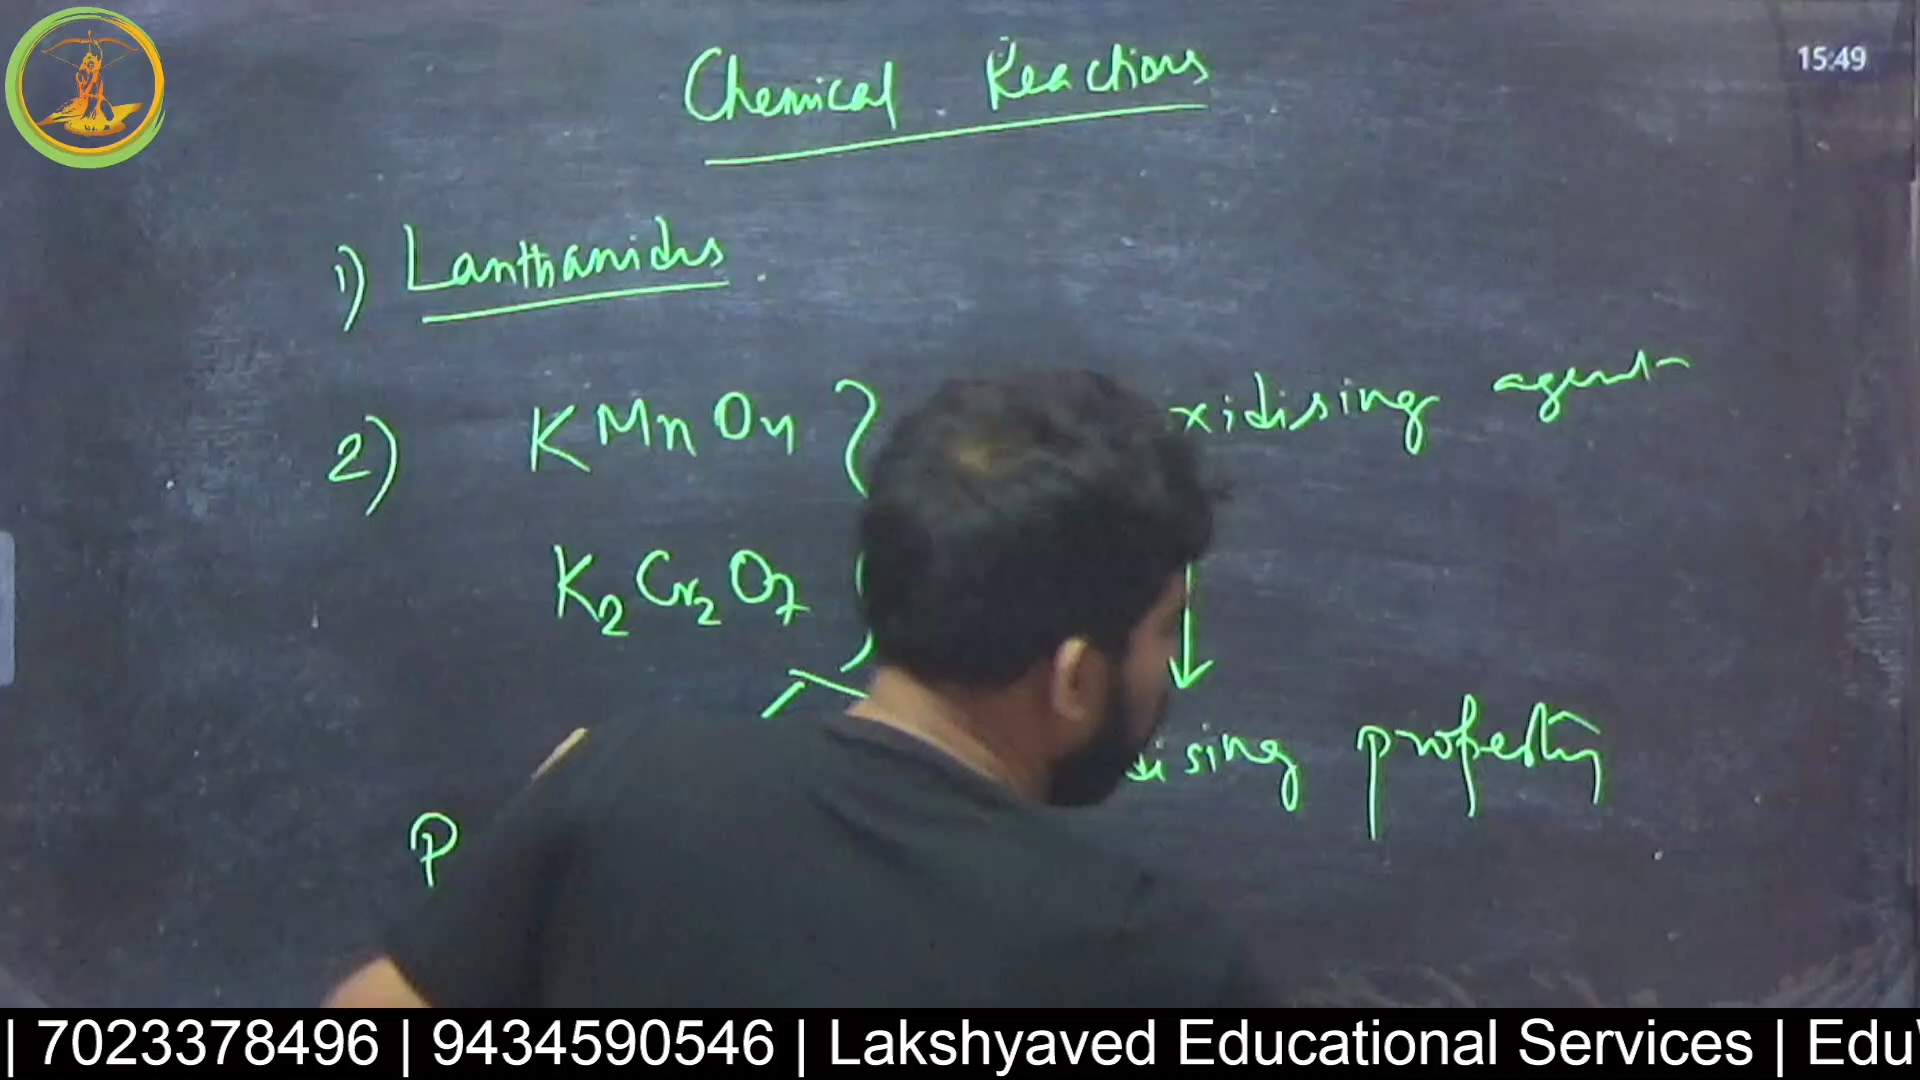 15:49
Chemical Reactions
1) Lanthanides
2) KMnO4 } xidising agent
K2Cr2O7
ising property
P
| 7023378496 | 9434590546 | Lakshyaved Educational Services | Edu